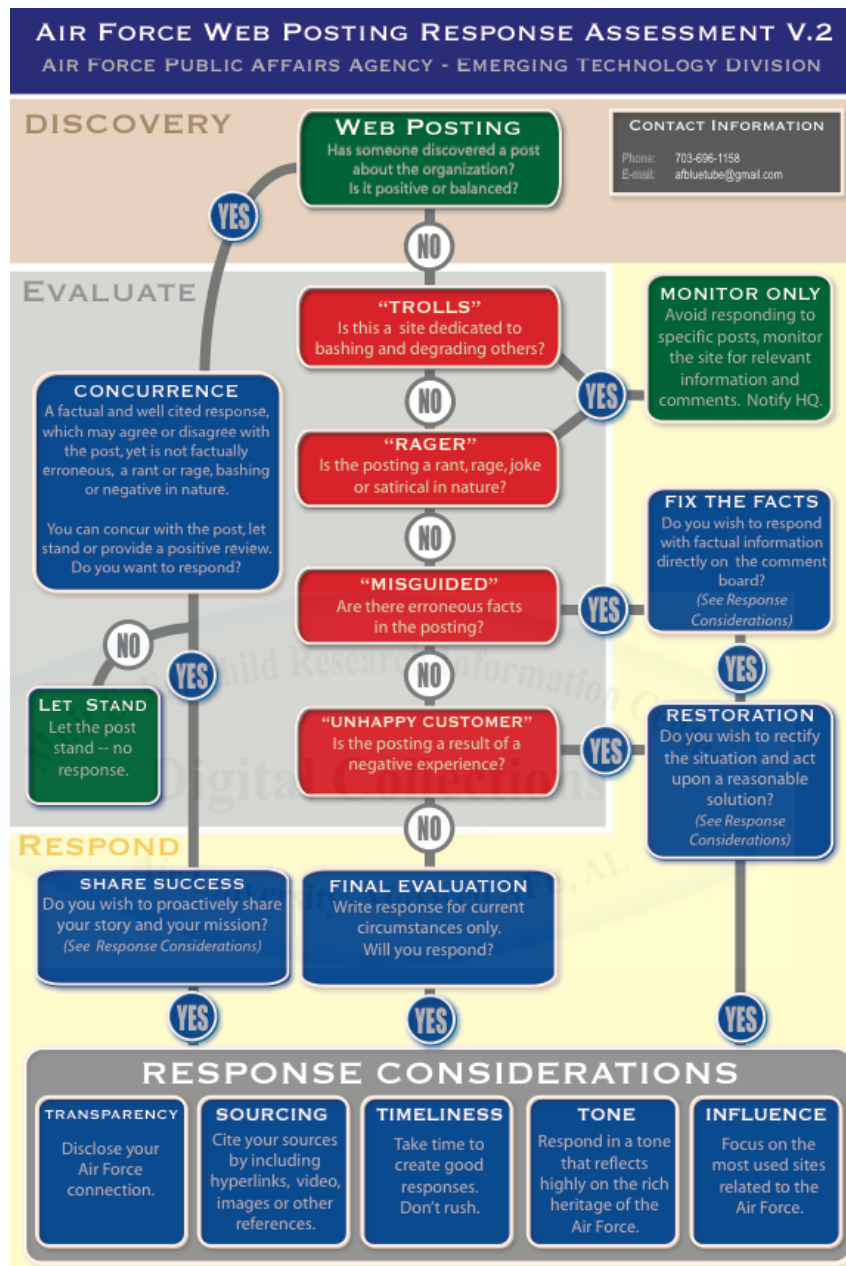 AIR FORCE WEB POSTING RESPONSE ASSESSMENT V.2
AIR FORCE PUBLIC AFFAIRS AGENCY - EMERGING TECHNOLOGY DIVISION
DISCOVERY
WEB POSTING
Has someone discovered a post
about the organization?
Is it positive or balanced?
CONTACT INFORMATION
Phone: 703-696-1158
E-mail: afbluetube@gmail.com
YES
NO
EVALUATE
"TROLLS"
Is this a site dedicated to
bashing and degrading others?
YES
NO
MONITOR ONLY
Avoid responding to
specific posts, monitor
the site for relevant
information and
comments. Notify HQ.
CONCURRENCE
A factual and well cited response,
which may agree or disagree with
the post, yet is not factually
erroneous, a rant or rage, bashing
or negative in nature.
You can concur with the post, let
stand or provide a positive review.
Do you want to respond?
"RAGER"
Is the posting a rant, rage, joke
or satirical in nature?
NO
"MISGUIDED"
Are there erroneous facts
in the posting?
YES
FIX THE FACTS
Do you wish to respond
with factual information
directly on the comment
board?
(See Response
Considerations)
NO
YES
NO
YES
LET STAND
Let the post
stand -- no
response.
"UNHAPPY CUSTOMER"
Is the posting a result of a
negative experience?
YES
RESTORATION
Do you wish to rectify
the situation and act
upon a reasonable
solution?
(See Response
Considerations)
NO
RESPOND
SHARE SUCCESS
Do you wish to proactively share
your story and your mission?
(See Response Considerations)
FINAL EVALUATION
Write response for current
circumstances only.
Will you respond?
YES
YES
YES
RESPONSE CONSIDERATIONS
TRANSPARENCY
Disclose your
Air Force
connection.
SOURCING
Cite your sources
by including
hyperlinks, video,
images or other
references.
TIMELINESS
Take time to
create good
responses.
Don't rush.
TONE
Respond in a tone
that reflects
highly on the rich
heritage of the
Air Force.
INFLUENCE
Focus on the
most used sites
related to the
Air Force.
Research Information
Digital Collections
AL